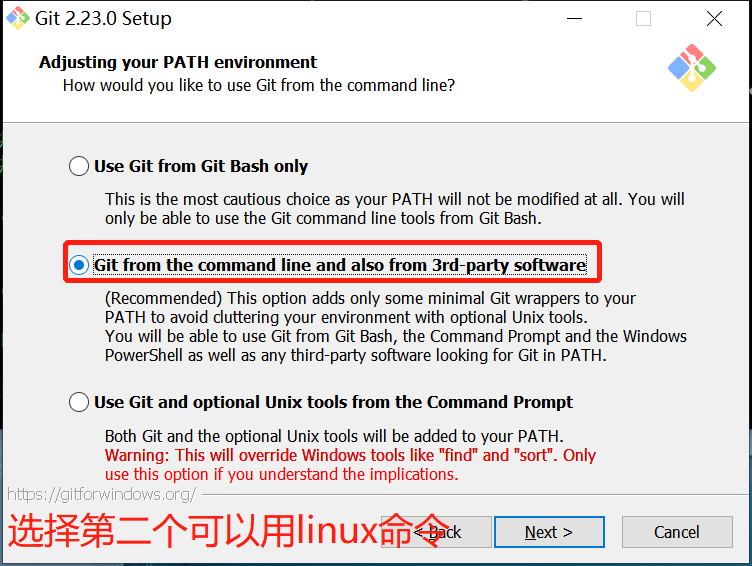 Git 2.23.0 Setup
Adjusting your PATH environment
How would you like to use Git from the command line?
Use Git from Git Bash only
This is the most cautious choice as your PATH will not be modified at all. You will
only be able to use the Git command line tools from Git Bash.
Git from the command line and also from 3rd-party software
(Recommended) This option adds only some minimal Git wrappers to your
PATH to avoid cluttering your environment with optional Unix tools.
You will be able to use Git from Git Bash, the Command Prompt and the Windows
PowerShell as well as any third-party software looking for Git in PATH.
Use Git and optional Unix tools from the Command Prompt
Both Git and the optional Unix tools will be added to your PATH.
Warning: This will override Windows tools like "find" and "sort". Only
use this option if you understand the implications.
https://gitforwindows.org/
选择第二个可以用linux命令
< Back
Next >
Cancel